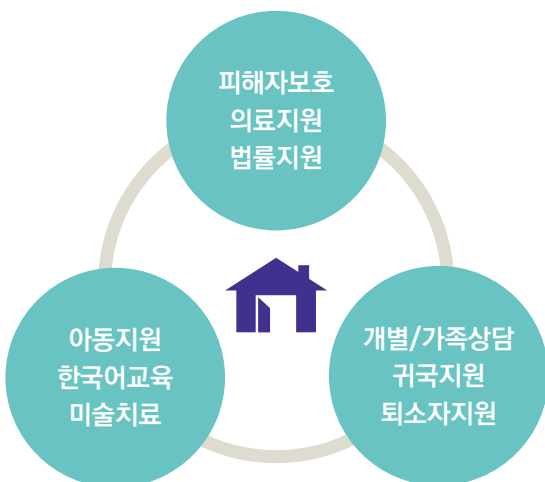 피해자보호
의료지원
법률지원
아동지원
한국어교육
미술치료
개별/가족상담
귀국지원
퇴소자지원